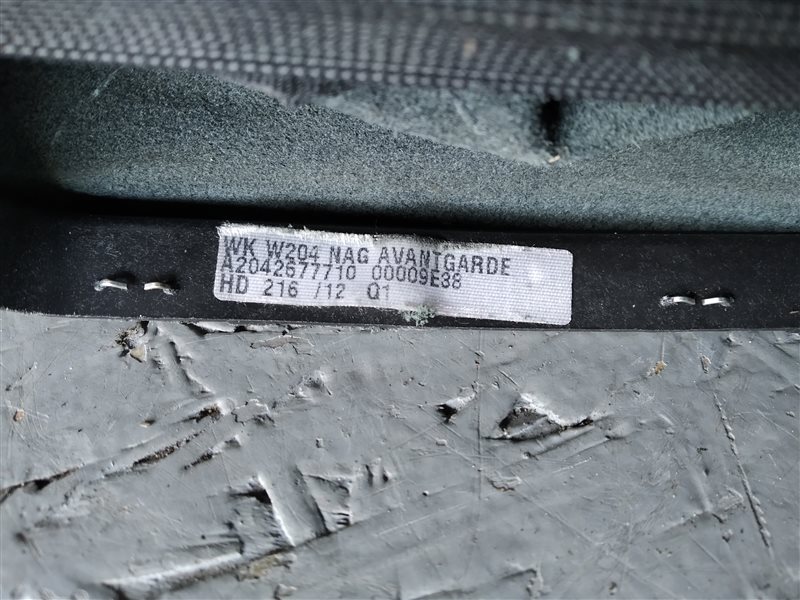 WK W204 NAG AVANTGARDE
A2042677710 00009E38
HD 216 /12 Q1